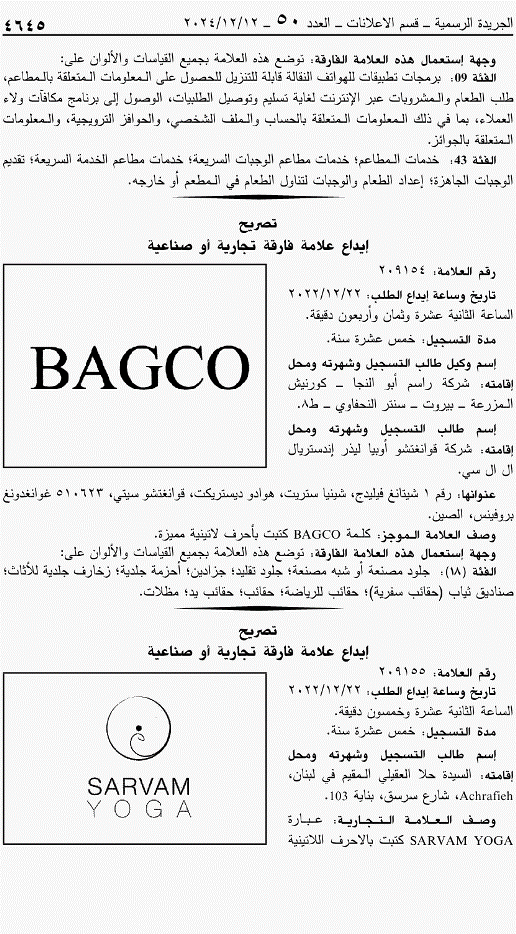 الجريدة الرسمية ــ قسم الاعلانات ــ العدد ٥٠ ــ ٢٠٢٤/١٢/١٢
٤٦٤٥
وجهة إستعمال هذه العلامة الفارقة: توضع هذه العلامة بجميع القياسات والألوان على:
الفئة 09: برمجات تطبيقات للهواتف النقالة قابلة للتنزيل للحصول على المعلومات المتعلقة بالمطاعم،
طلب الطعام والمشروبات عبر الإنترنت لغاية تسليم وتوصيل الطلبيات، الوصول إلى برنامج مكافآت ولاء
العملاء، بما في ذلك المعلومات المتعلقة بالحساب والملف الشخصي، والحوافز الترويجية، والمعلومات
المتعلقة بالجوائز.
الفئة 43: خدمات المطاعم؛ خدمات مطاعم الوجبات السريعة؛ خدمات مطاعم الخدمة السريعة؛ تقديم
الوجبات الجاهزة؛ إعداد الطعام والوجبات لتناول الطعام في المطعم أو خارجه.
تصريح
إيداع علامة فارقة تجارية أو صناعية
رقم العلامة: ٢٠٩١٥٤
تاريخ وساعة إيداع الطلب: ٢٠٢٢/١٢/٢٢
الساعة الثانية عشرة وثمان وأربعون دقيقة.
مدة التسجيل: خمس عشرة سنة.
إسم وكيل طالب التسجيل وشهرته ومحل
إقامته: شركة راسم أبو النجا ــ كورنيش
المزرعة ــ بيروت ــ سنتر النحفاوي ــ ط٨.
إسم طالب التسجيل وشهرته ومحل
إقامته: شركة قوانغتشو أوبيا ليذر إندستريال
ال ال سي.
BAGCO
عنوانها: رقم ١ شيتانغ فيليدج، شينيا ستريت، هوادو ديستريكت، قوانغتشو سيتي، ٥١٠٦٢٣ غوانغدونغ
بروفينس، الصين.
وصف العلامة الموجز: كلمة BAGCO كتبت بأحرف لاتينية مميزة.
وجهة إستعمال هذه العلامة الفارقة: توضع هذه العلامة بجميع القياسات والألوان على:
الفئة (١٨): جلود مصنعة أو شبه مصنعة؛ جلود تقليد؛ جزادين؛ أحزمة جلدية؛ زخارف جلدية للأثاث؛
صناديق ثياب (حقائب سفرية)؛ حقائب للرياضة؛ حقائب؛ حقائب يد؛ مظلات.
تصريح
إيداع علامة فارقة تجارية أو صناعية
رقم العلامة: ٢٠٩١٥٥
تاريخ وساعة إيداع الطلب: ٢٠٢٢/١٢/٢٢
الساعة الثانية عشرة وخمسون دقيقة.
مدة التسجيل: خمس عشرة سنة.
إسم طالب التسجيل وشهرته ومحل
إقامته: السيدة حلا العقيلي المقيم في لبنان،
Achrafieh، شارع سرسق، بناية 103.
وصف العلامة التجارية: عبارة
SARVAM YOGA كتبت بالاحرف اللاتينية
SARVAM
YOGA